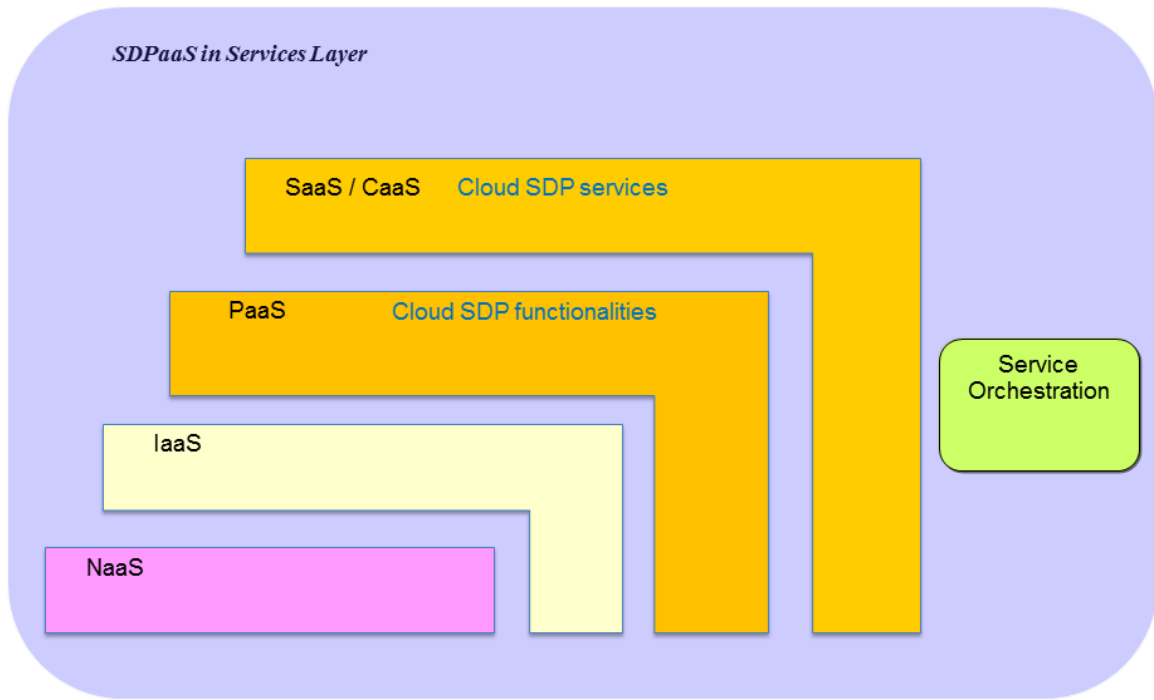 SDPaaS in Services Layer
SaaS / CaaS Cloud SDP services
PaaS Cloud SDP functionalities
Service
Orchestration
IaaS
NaaS